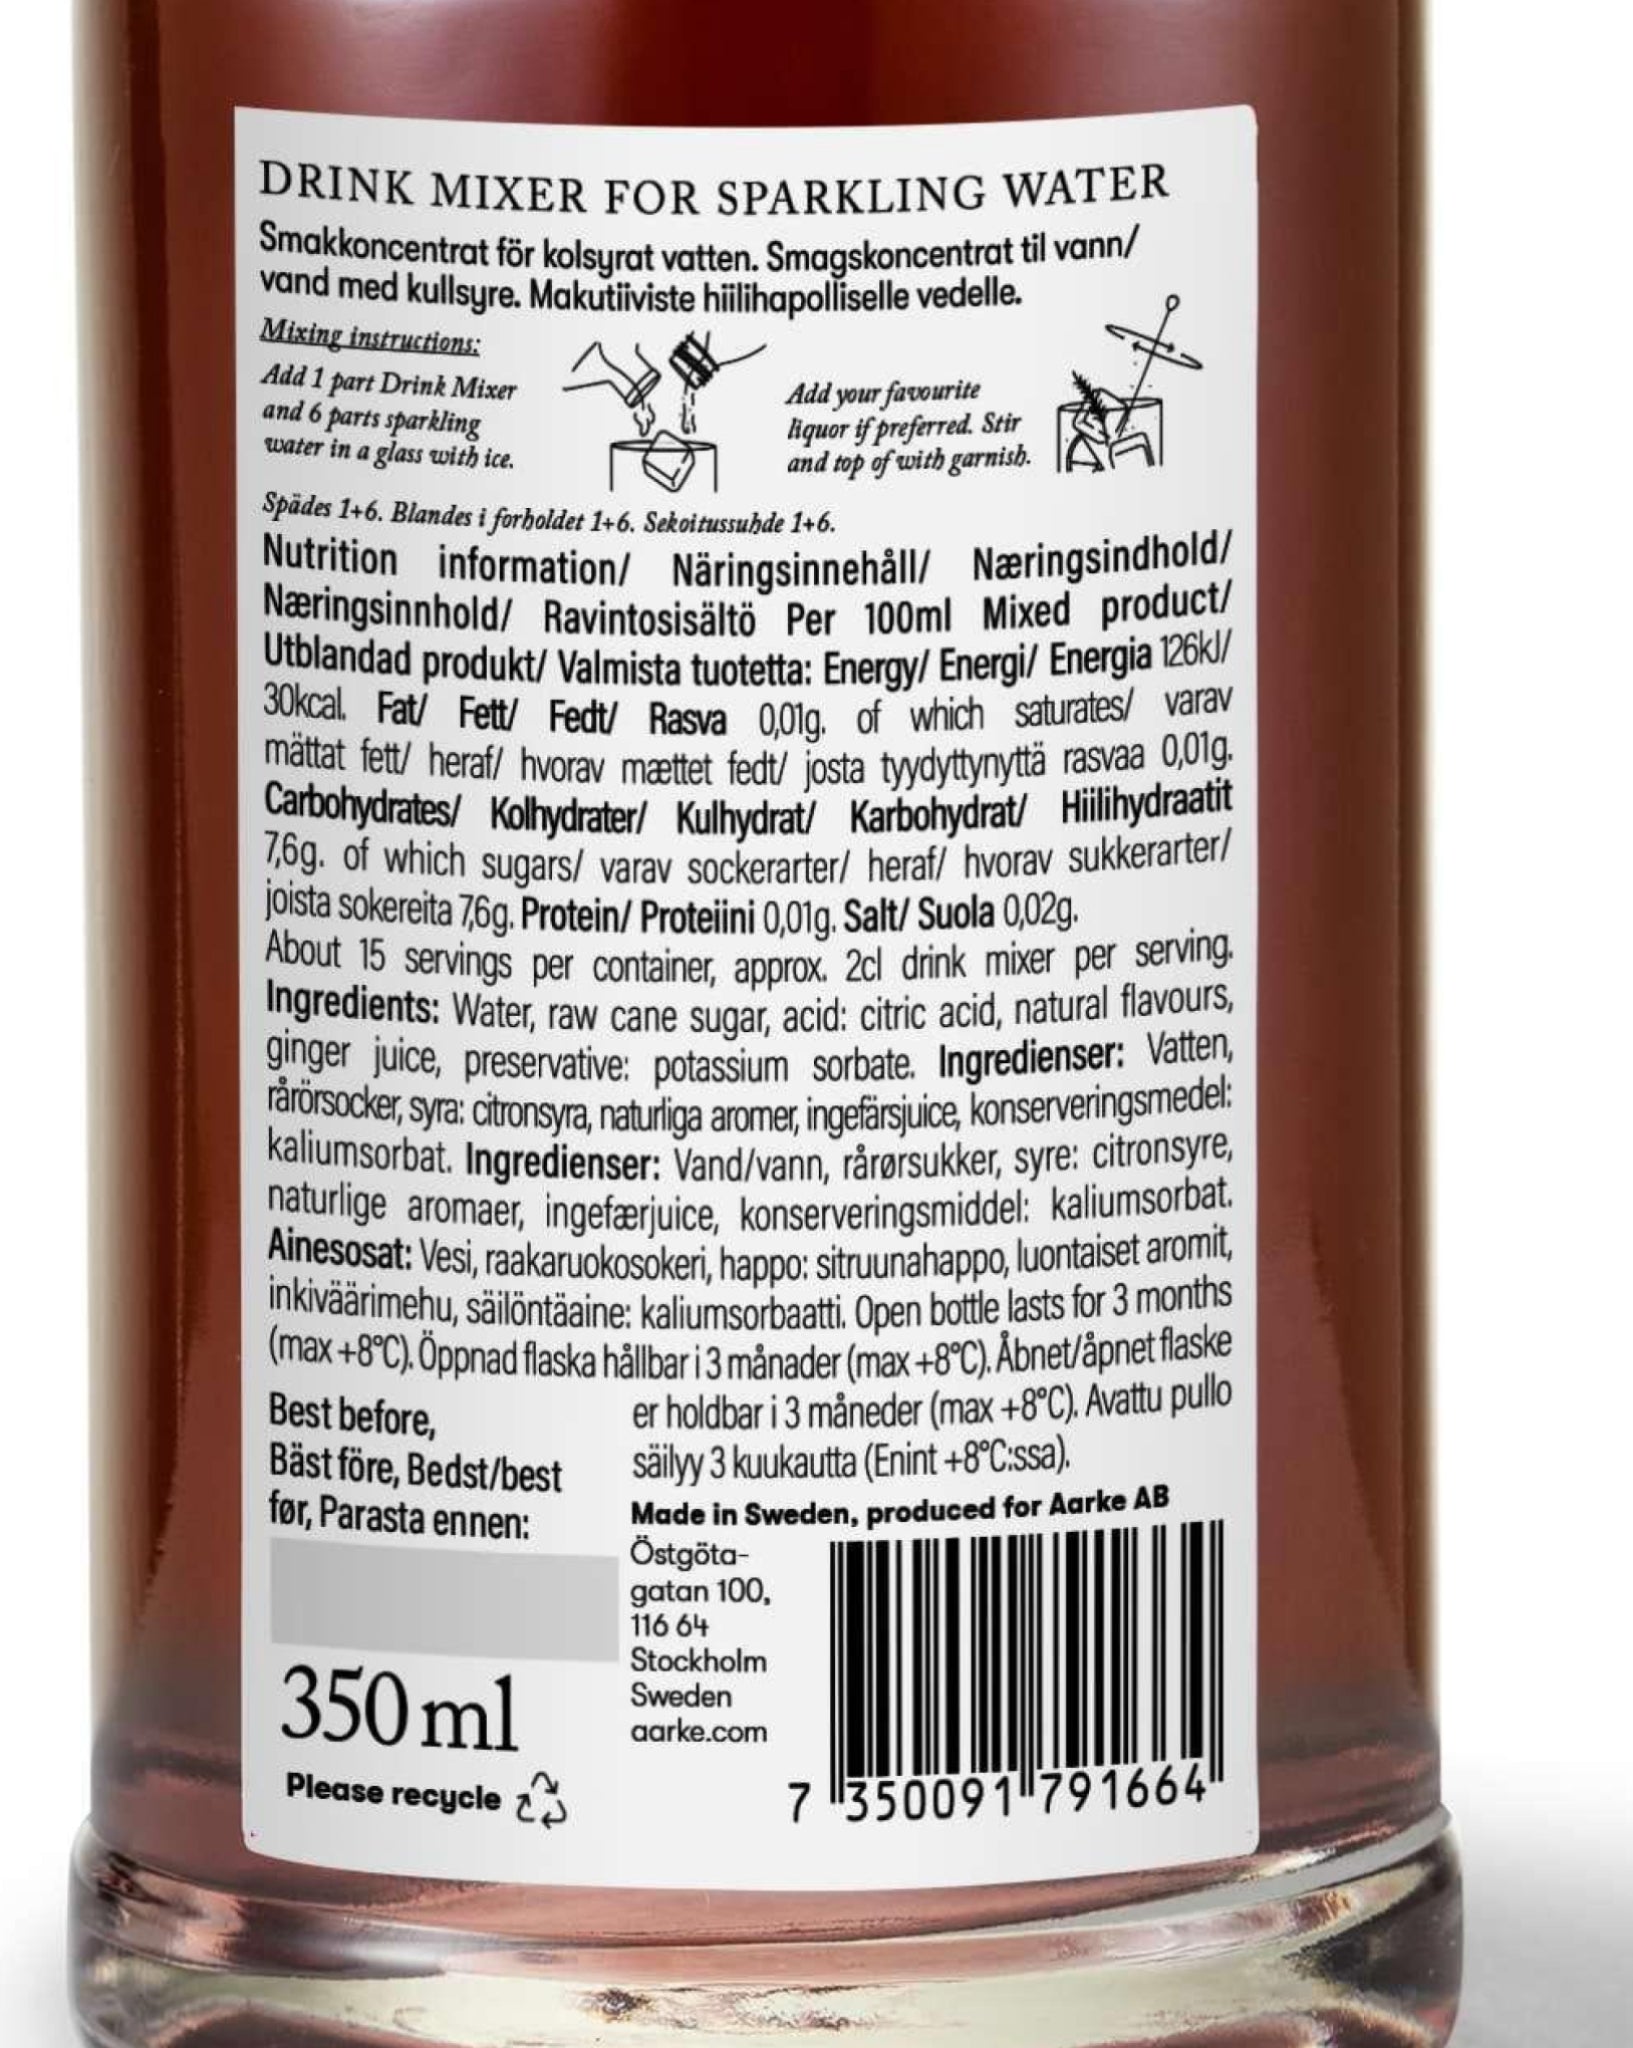 DRINK MIXER FOR SPARKLING WATER
Smakkoncentrat för kolsyrat vatten. Smagskoncentrat til vann/
vand med kullsyre. Makutiiviste hiilihapolliselle vedelle.
Mixing instructions:
Add 1 part Drink Mixer
and 6 parts sparkling
water in a glass with ice.
Add your favourite
liquor if preferred. Stir
and top of with garnish.
Spädes 1+6. Blandes i forholdet 1+6. Sekoitussuhde 1+6.
Nutrition information/ Näringsinnehåll/ Næringsindhold/
Næringsinnhold/ Ravintosisältö Per 100ml Mixed product/
Utblandad produkt/ Valmista tuotetta: Energy/ Energi/ Energia 126kJ/
30kcal. Fat/ Fett/ Fedt/ Rasva 0,01g. of which saturates/ varav
mättat fett/ heraf/ hvorav mættet fedt/ josta tyydyttynyttä rasvaa 0,01g.
Carbohydrates/ Kolhydrater/ Kulhydrat/ Karbohydrat/ Hiilihydraatit
7,6g. of which sugars/ varav sockerarter/ heraf/ hvorav sukkerarter/
joista sokereita 7,6g. Protein/ Proteiini 0,01g. Salt/ Suola 0,02g.
About 15 servings per container, approx. 2cl drink mixer per serving.
Ingredients: Water, raw cane sugar, acid: citric acid, natural flavours,
ginger juice, preservative: potassium sorbate. Ingredienser: Vatten,
rårörsocker, syra: citronsyra, naturliga aromer, ingefärsjuice, konserveringsmedel:
kaliumsorbat. Ingredienser: Vand/vann, rårørsukker, syre: citronsyre,
naturlige aromaer, ingefærjuice, konserveringsmiddel: kaliumsorbat.
Ainesosat: Vesi, raakaruokosokeri, happo: sitruunahappo, luontaiset aromit,
inkiväärimehu, säilöntäaine: kaliumsorbaatti. Open bottle lasts for 3 months
(max +8°C). Öppnad flaska hållbar i 3 månader (max +8°C). Åbnet/åpnet flaske
er holdbar i 3 måneder (max +8°C). Avattu pullo
säilyy 3 kuukautta (Enint +8°C:ssa).
Best before,
Bäst före, Bedst/best
før, Parasta ennen:
350 ml
Please recycle
Made in Sweden, produced for Aarke AB
Östgöta-
gatan 100,
116 64
Stockholm
Sweden
aarke.com
7 350091 791664